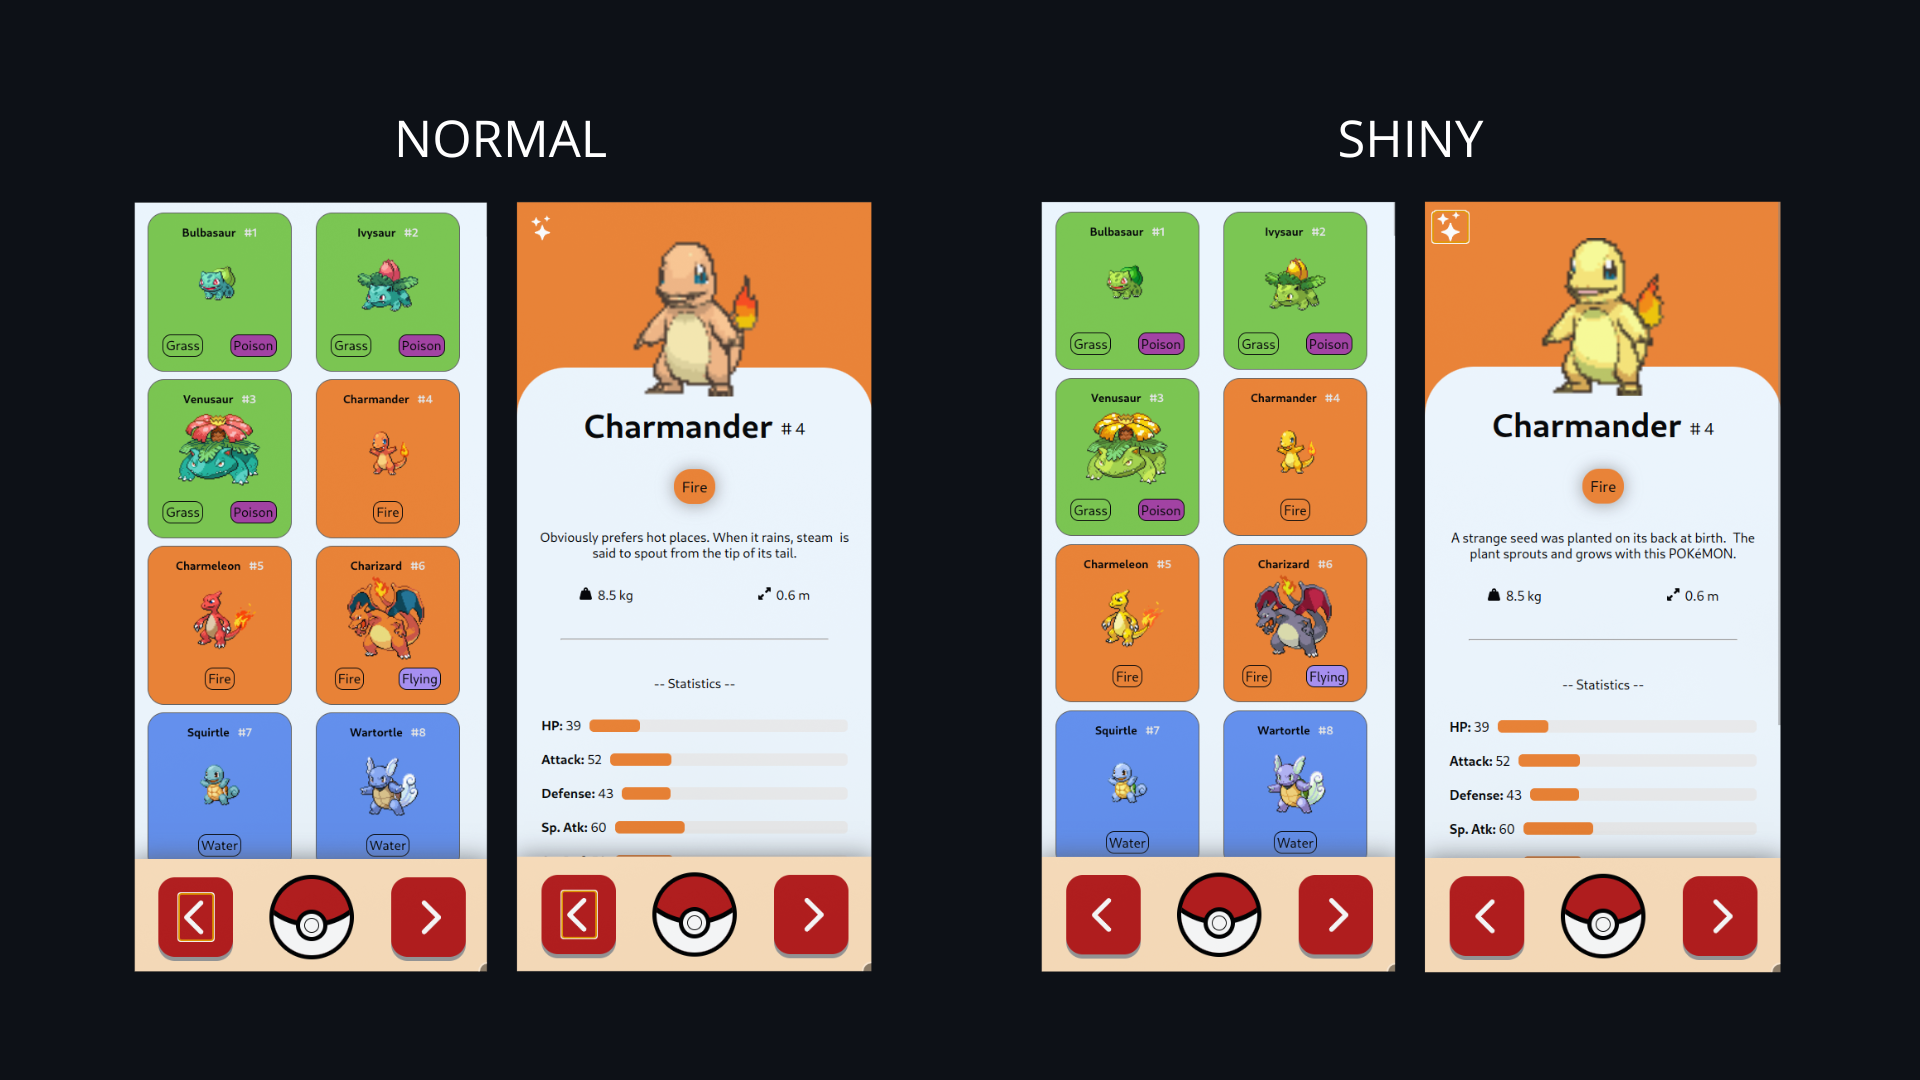 NORMAL
SHINY
Bulbasaur #1
Ivysaur #2
Grass Poison
Grass Poison
Venusaur #3
Charmander #4
Grass Poison
Fire
Charmeleon #5
Charizard #6
Fire
Fire Flying
Squirtle #7
Wartortle #8
Water
Water
Charmander #4
Fire
Obviously prefers hot places. When it rains, steam is
said to spout from the tip of its tail.
8.5 kg
0.6 m
-- Statistics --
HP: 39
Attack: 52
Defense: 43
Sp. Atk: 60
Bulbasaur #1
Ivysaur #2
Grass Poison
Grass Poison
Venusaur #3
Charmander #4
Grass Poison
Fire
Charmeleon #5
Charizard #6
Fire
Fire Flying
Squirtle #7
Wartortle #8
Water
Water
Charmander #4
Fire
A strange seed was planted on its back at birth. The
plant sprouts and grows with this POKéMON.
8.5 kg
0.6 m
-- Statistics --
HP: 39
Attack: 52
Defense: 43
Sp. Atk: 60